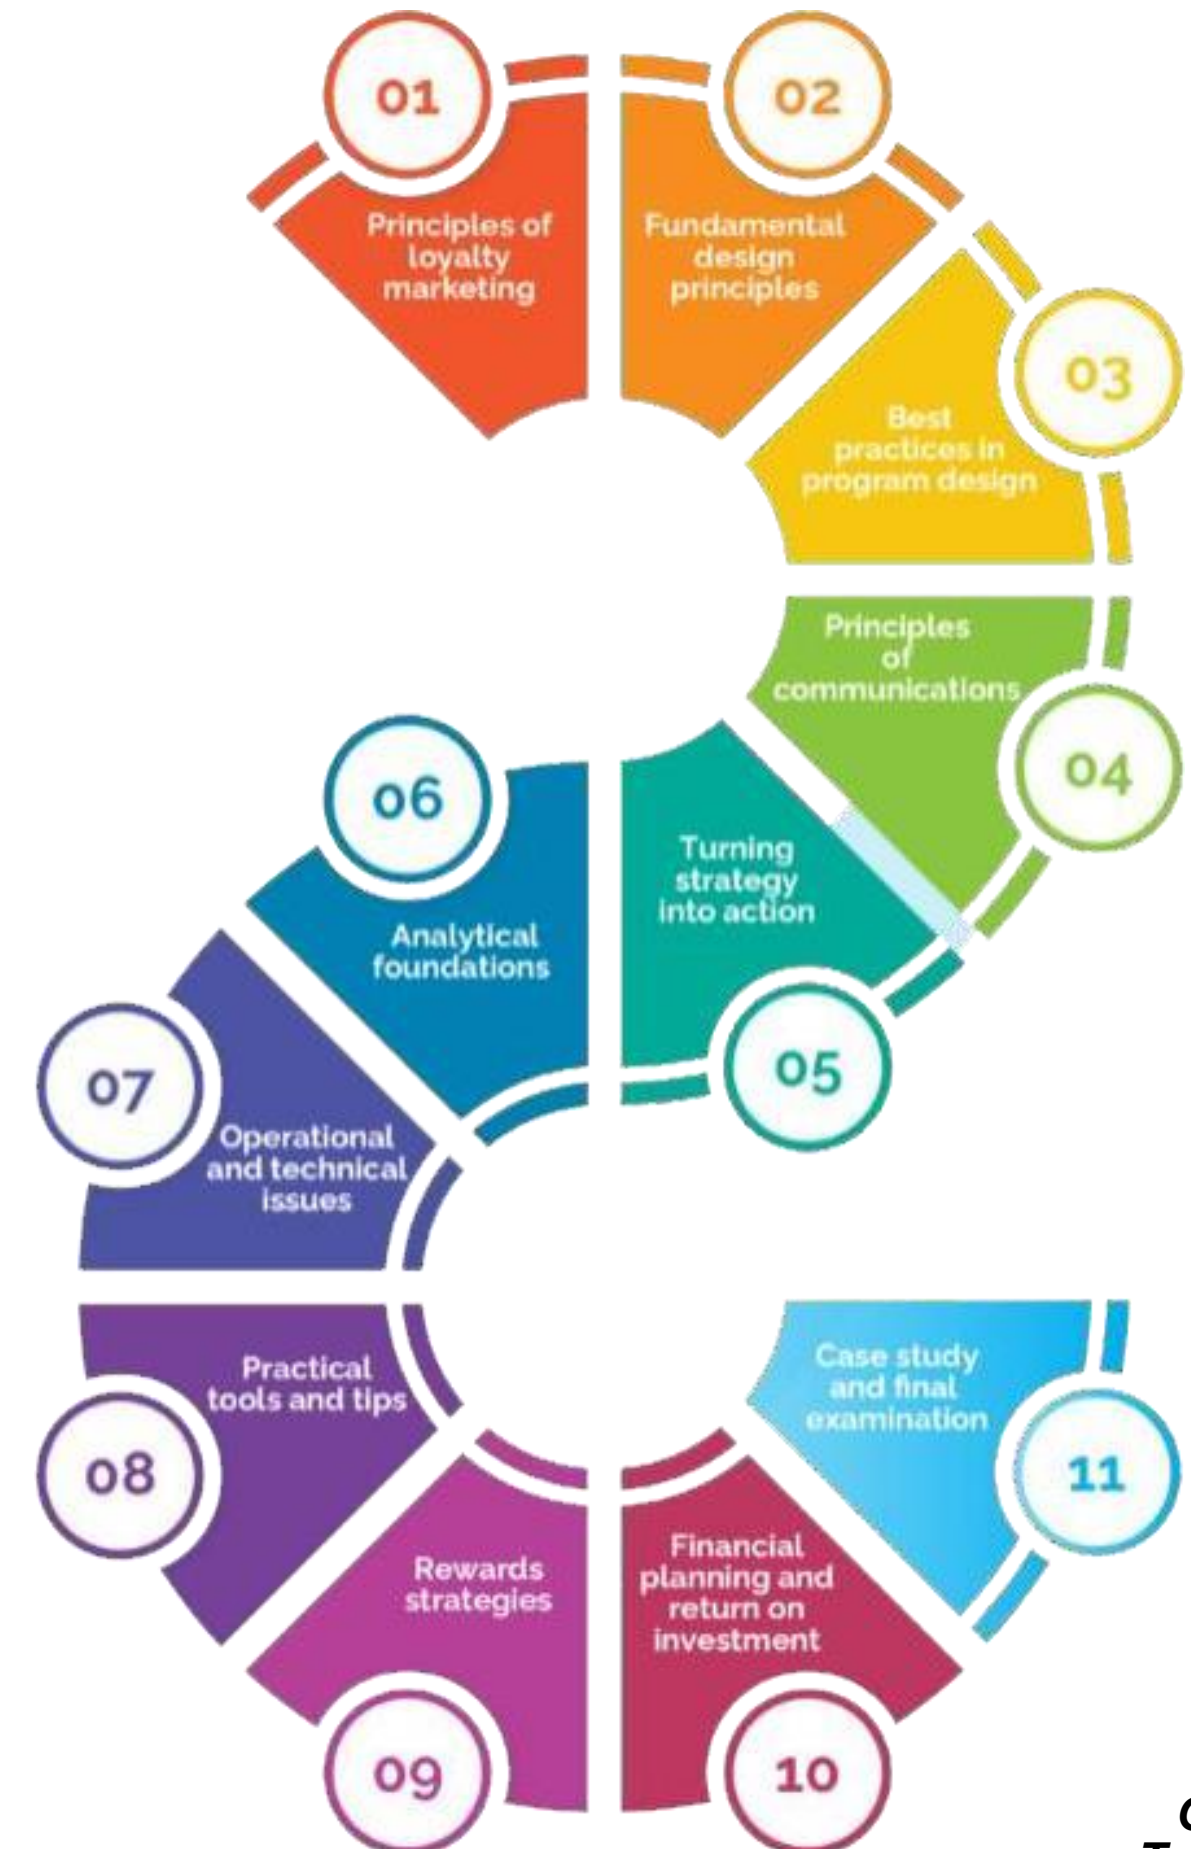 01
Principles of
loyalty
marketing
02
Fundamental
design
principles
03
Best
practices in
program design
Principles
of
communications
04
Turning
strategy
into action
05
06
Analytical
foundations
07
Operational
and technical
issues
Practical
tools and tips
08
Rewards
strategies
09
Financial
planning and
return on
investment
10
Case study
and final
examination
11